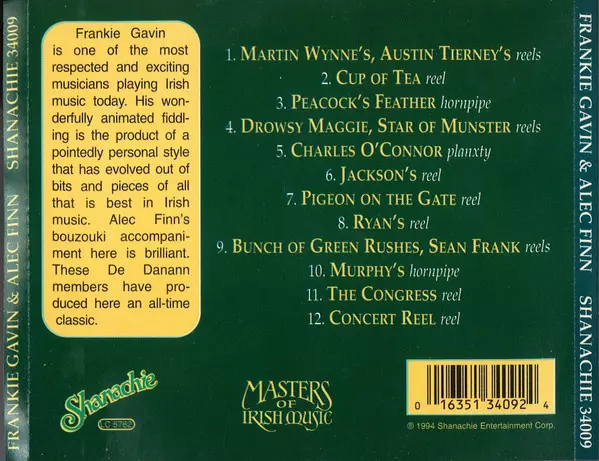 FRANKIE GAVIN & ALEC FINN SHANACHIE 34009
Frankie Gavin
is one of the most
respected and exciting
musicians playing Irish
music today. His won-
derfully animated fiddl-
ing is the product of a
pointedly personal style
that has evolved out of
bits and pieces of all
that is best in Irish
music. Alec Finn's
bouzouki accompani-
ment here is brilliant.
These De Danann
members have pro-
duced here an all-time
classic.
1. MARTIN WYNNE'S, AUSTIN TIERNEY'S reels
2. CUP OF TEA reel
3. PEACOCK'S FEATHER hornpipe
4. DROWSY MAGGIE, STAR OF MUNSTER reels
5. CHARLES O'CONNOR planxty
6. JACKSON'S reel
7. PIGEON ON THE GATE reel
8. RYAN'S reel
9. BUNCH OF GREEN RUSHES, SEAN FRANK reels
10. MURPHY'S hornpipe
11. THE CONGRESS reel
12. CONCERT REEL reel
Shanachie
LC 5762
MASTERS
OF
IRISH MUSIC
0 16351 34092 4
℗ 1994 Shanachie Entertainment Corp.
FRANKIE GAVIN & ALEC FINN SHANACHIE 34009